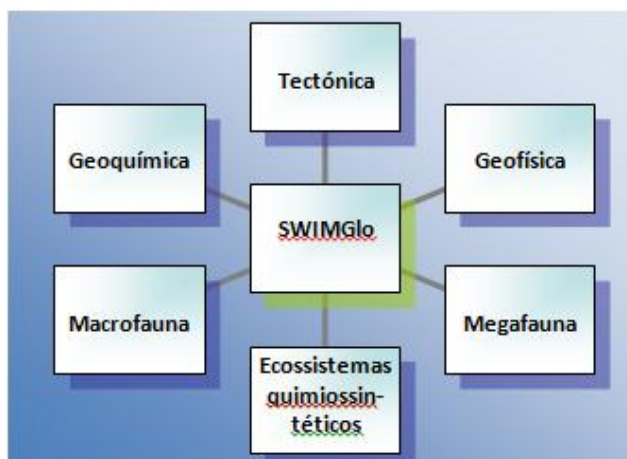 Tectónica
Geoquímica
Geofísica
SWIMGlo
Macrofauna
Megafauna
Ecossistemas
quimiossin-
téticos